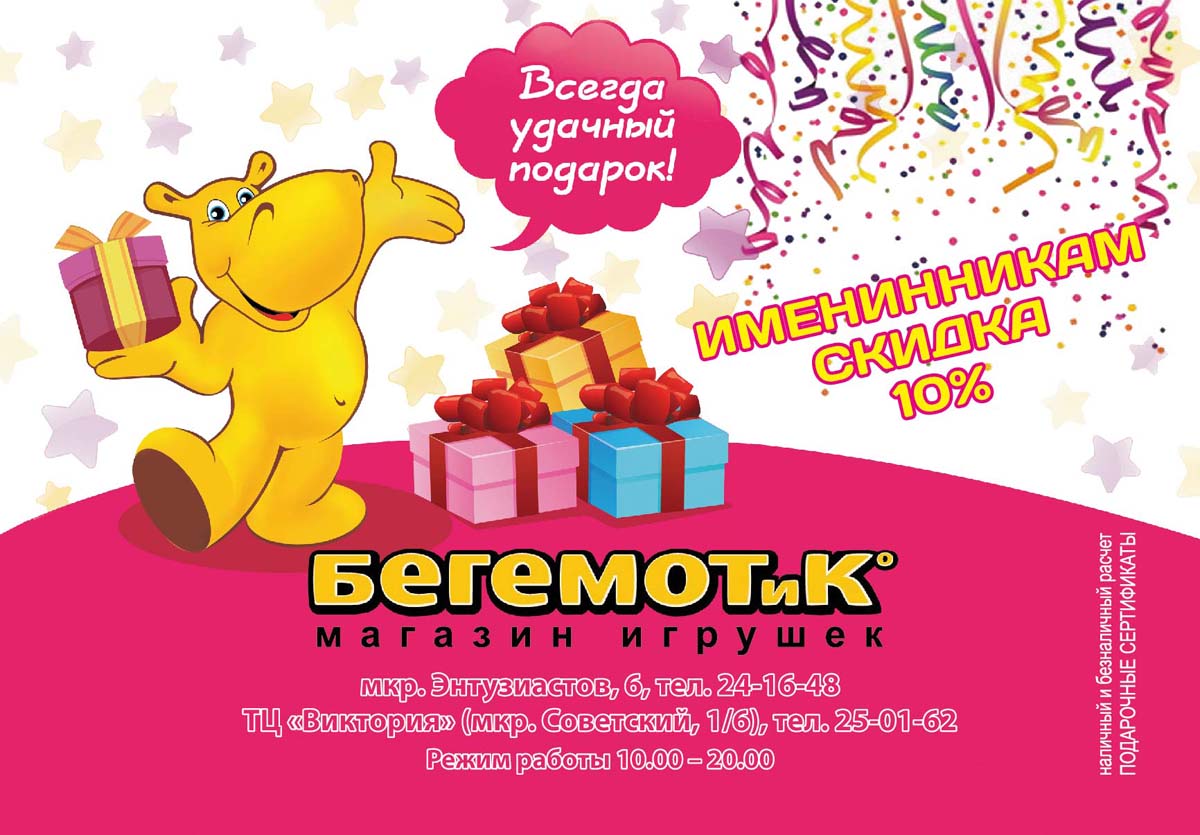 Всегда
удачный
подарок!
ИМЕНИННИКАМ
СКИДКА
10%
БЕГЕМОТиКº
магазин игрушек
мкр. Энтузиастов, 6, тел. 24-16-48
ТЦ «Виктория» (мкр. Советский, 1/6), тел. 25-01-62
Режим работы 10.00 – 20.00
наличный и безналичный расчет
ПОДАРОЧНЫЕ СЕРТИФИКАТЫ